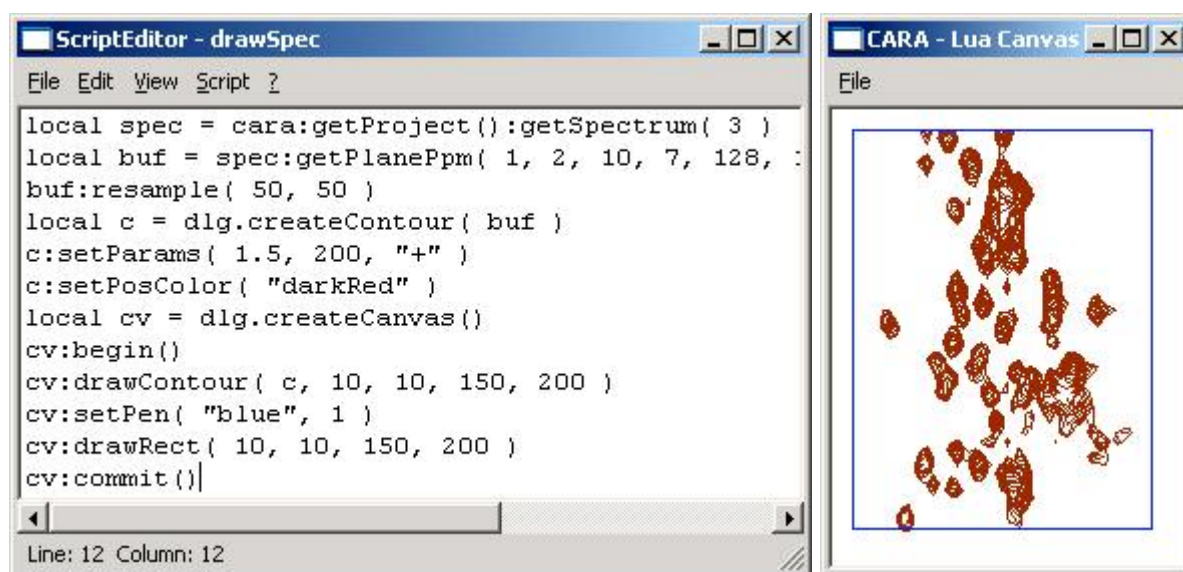 ScriptEditor - drawSpec
File Edit View Script ?
local spec = cara:getProject():getSpectrum( 3 )
local buf = spec:getPlanePpm( 1, 2, 10, 7, 128,
buf:resample( 50, 50 )
local c = dlg.createContour( buf )
c:setParams( 1.5, 200, "+" )
c:setPosColor( "darkRed" )
local cv = dlg.createCanvas()
cv:begin()
cv:drawContour( c, 10, 10, 150, 200 )
cv:setPen( "blue", 1 )
cv:drawRect( 10, 10, 150, 200 )
cv:commit()
Line: 12 Column: 12
CARA - Lua Canvas
File